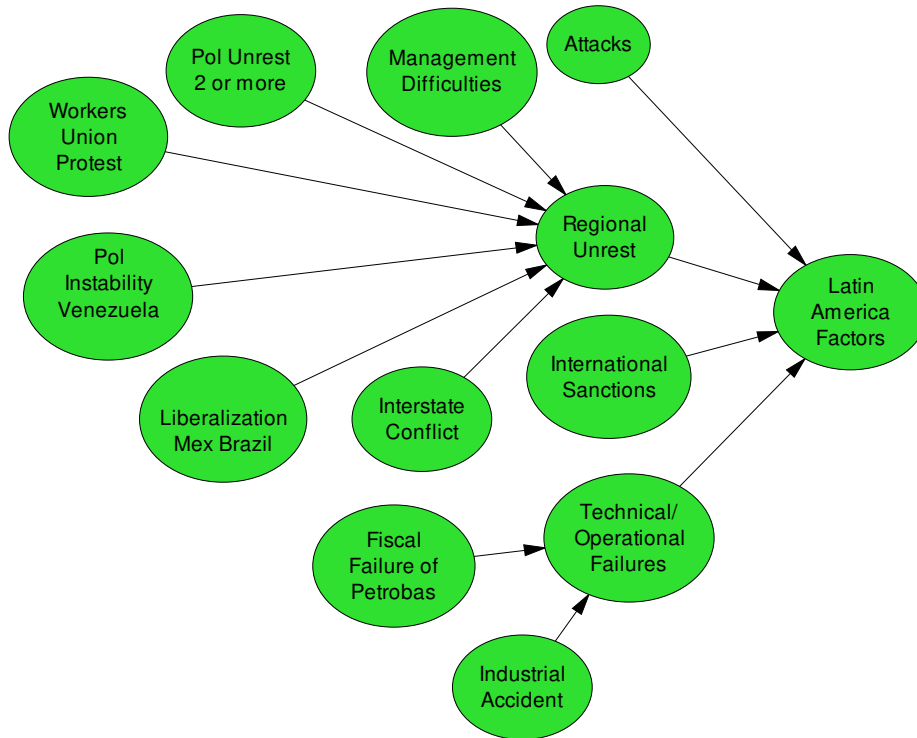 Pol Unrest
2 or more
Management
Difficulties
Attacks
Workers
Union
Protest
Regional
Unrest
Pol
Instability
Venezuela
Latin
America
Factors
International
Sanctions
Liberalization
Mex Brazil
Interstate
Conflict
Technical/
Operational
Failures
Fiscal
Failure of
Petrobas
Industrial
Accident